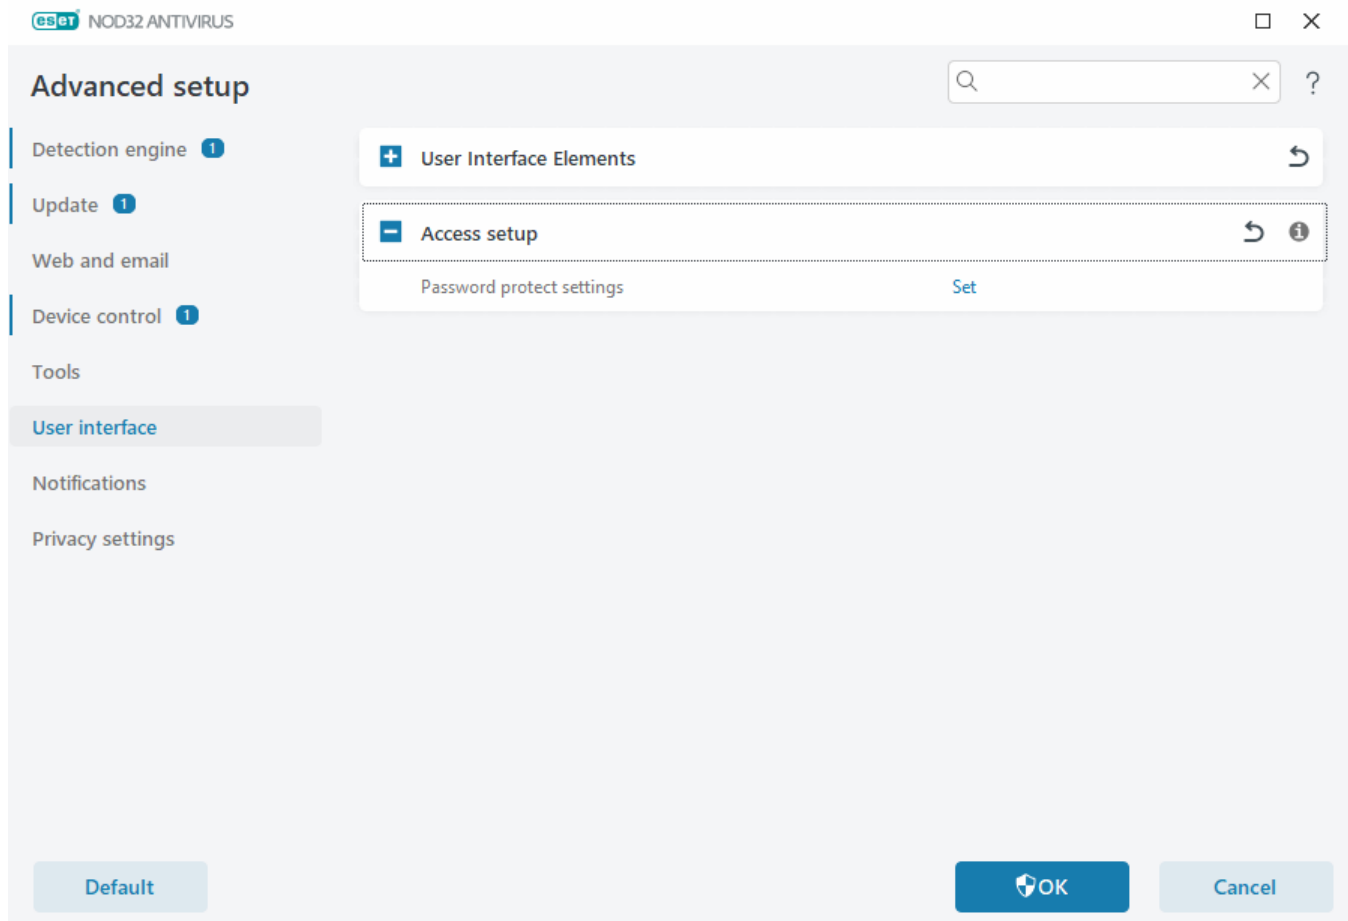 eset NOD32 ANTIVIRUS
Advanced setup
?
Detection engine 1
Update 1
Web and email
Device control 1
Tools
User interface
Notifications
Privacy settings
User Interface Elements
Access setup
Password protect settings Set
Default
OK
Cancel